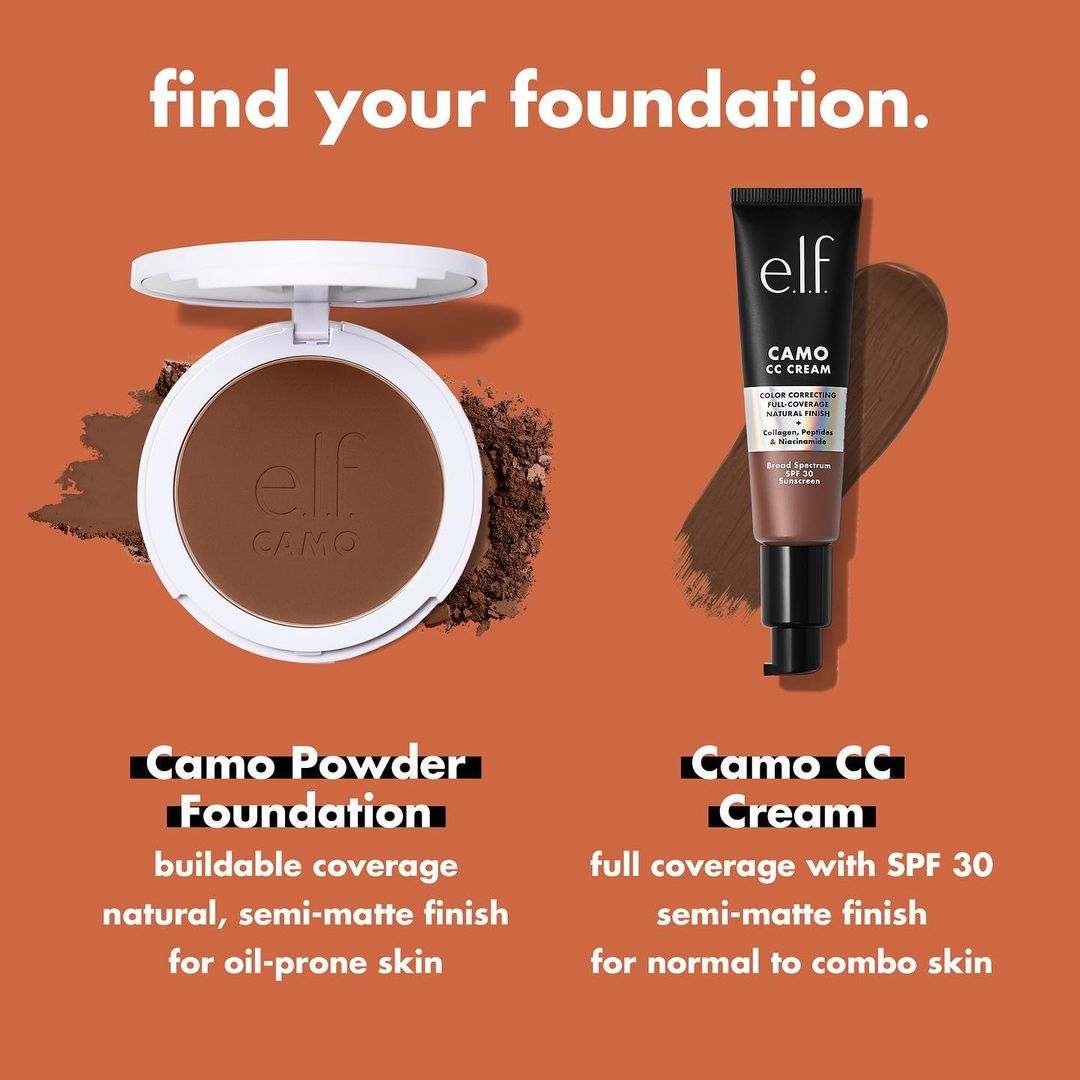 find your foundation.
e.l.f.
CAMO
e.l.f.
CAMO
CC CREAM
COLOR CORRECTING
FULL-COVERAGE
NATURAL FINISH
+
Collagen, Peptides
& Niacinamide
Broad Spectrum
SPF 30
Sunscreen
Camo Powder
Foundation
buildable coverage
natural, semi-matte finish
for oil-prone skin
Camo CC
Cream
full coverage with SPF 30
semi-matte finish
for normal to combo skin